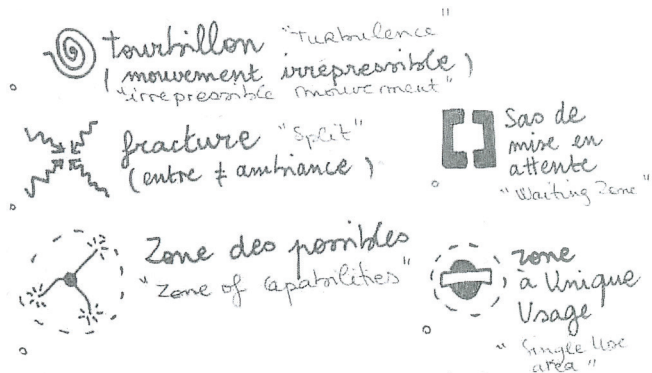 tourbillon "Turbulence"
(mouvement irrépressible)
"irrepressible mouvement"
fracture "Split"
(entre ≠ ambiance)
Sas de
mise en
attente
"Waiting Zone"
Zone des possibles
"Zone of capabilities"
zone
à Unique
Usage
"Single Use
area"